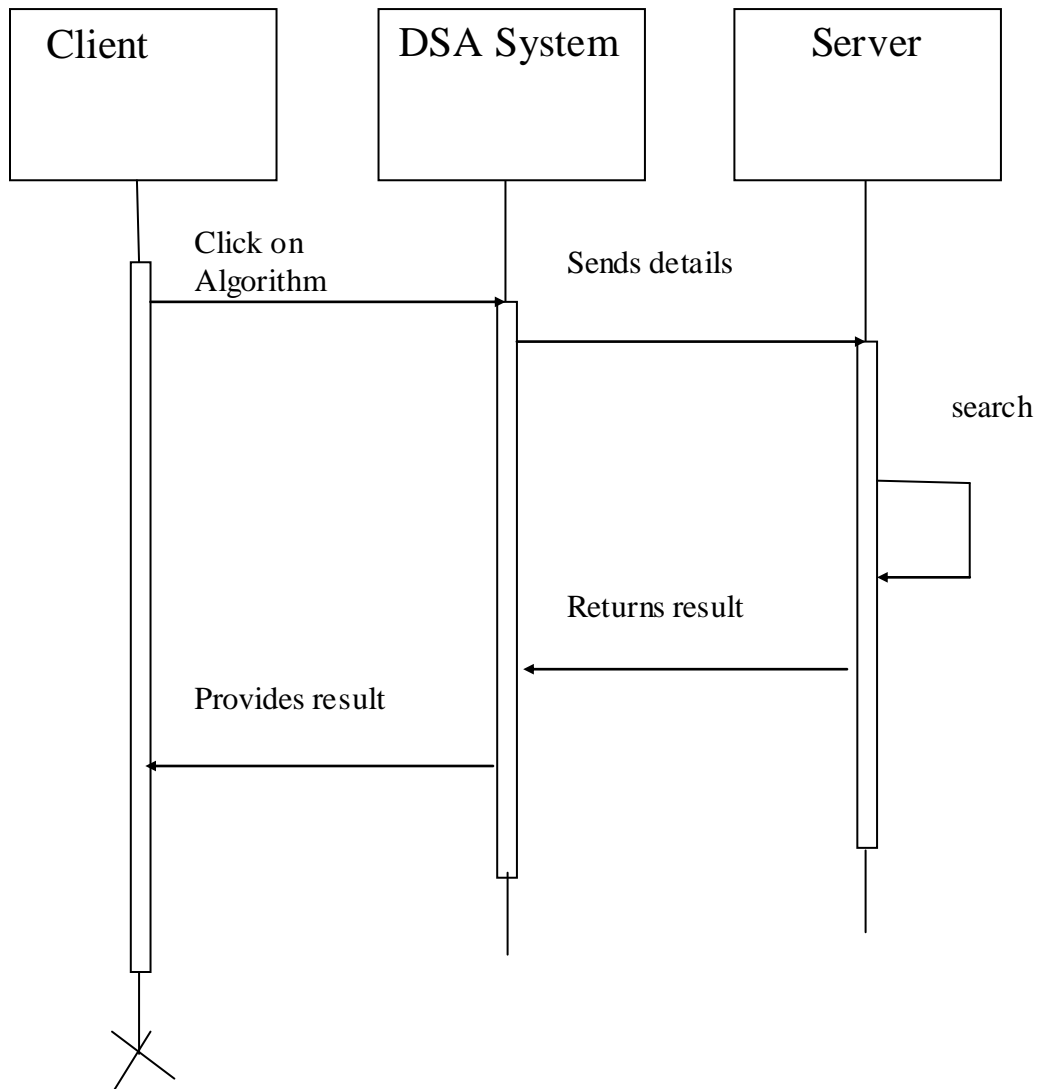 Client
DSA System
Server
Click on
Algorithm
Sends details
search
Returns result
Provides result